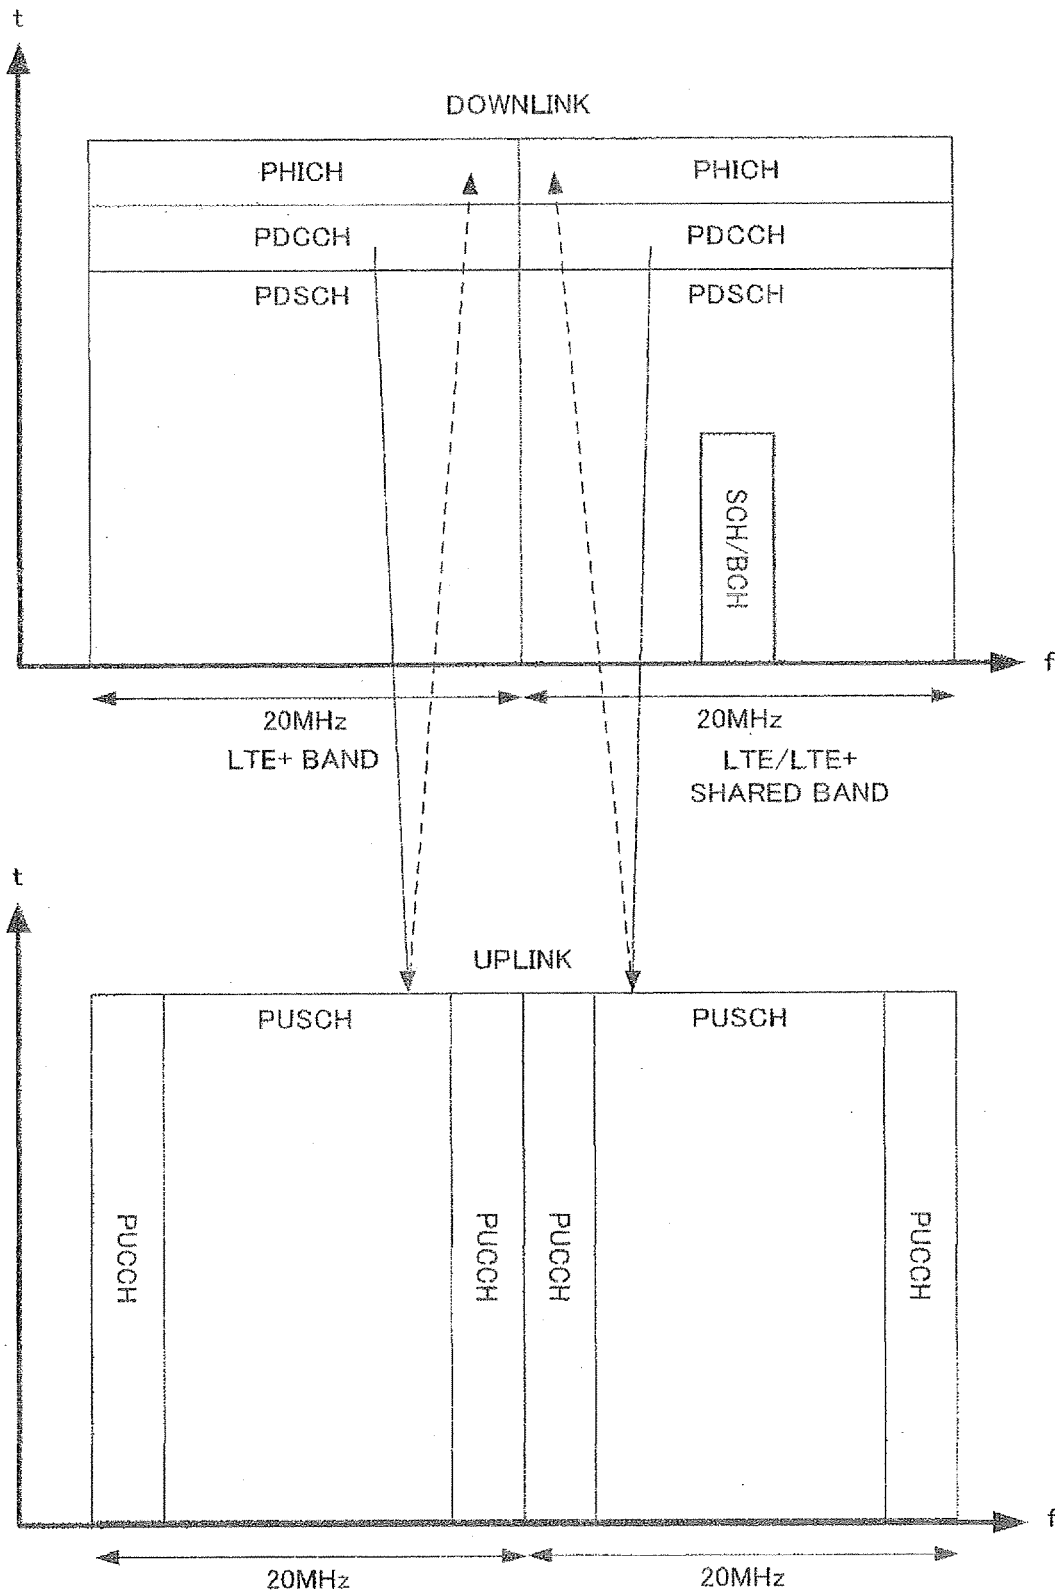 t
DOWNLINK
PHICH PHICH
PDCCH PDCCH
PDSCH PDSCH
SCH/BCH
f
20MHz 20MHz
LTE+ BAND LTE/LTE+
SHARED BAND
t
UPLINK
PUSCH PUSCH
PUCCH PUCCH PUCCH PUCCH
f
20MHz 20MHz